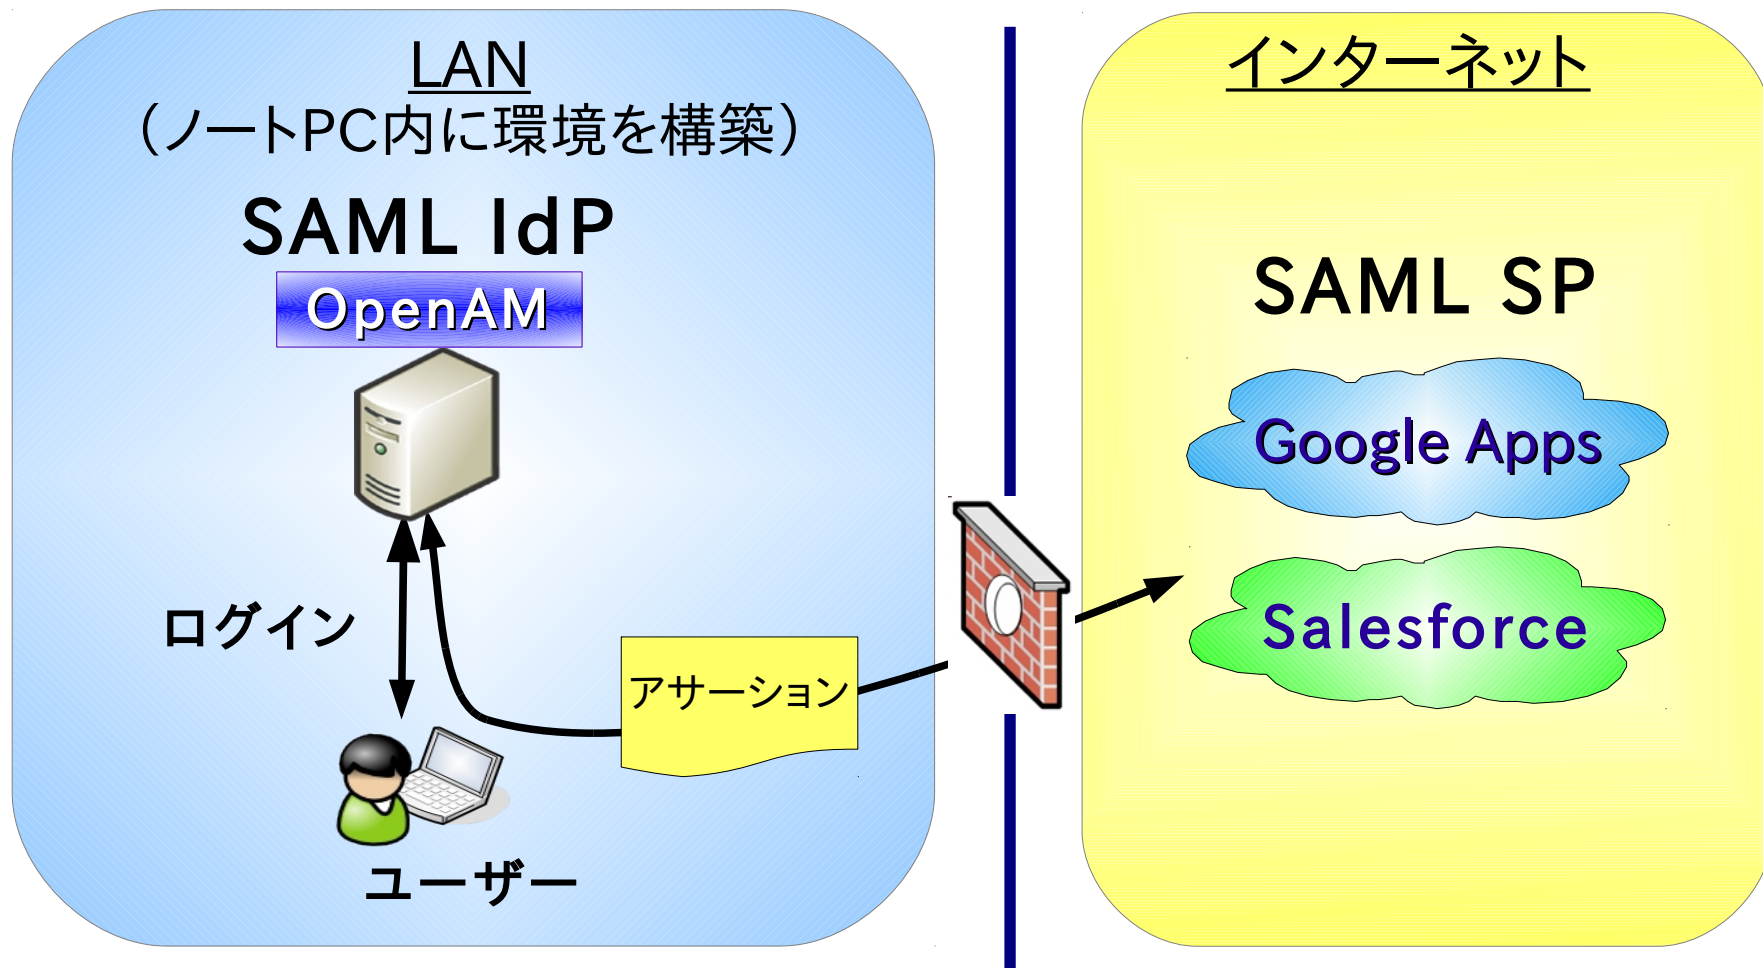 LAN
（ノートPC内に環境を構築）
SAML IdP
OpenAM
ログイン
アサーション
ユーザー
インターネット
SAML SP
Google Apps
Salesforce